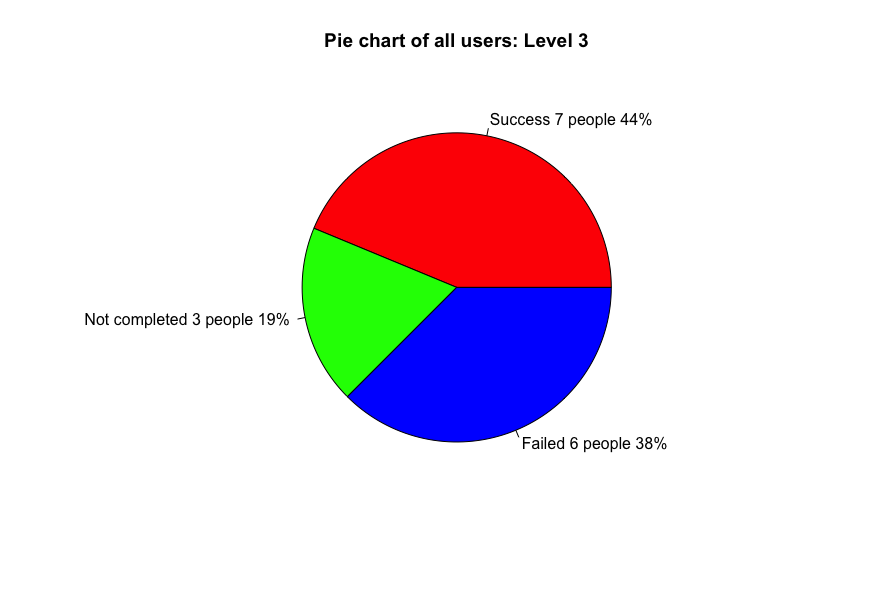 Pie chart of all users: Level 3
Success 7 people 44%
Not completed 3 people 19%
Failed 6 people 38%